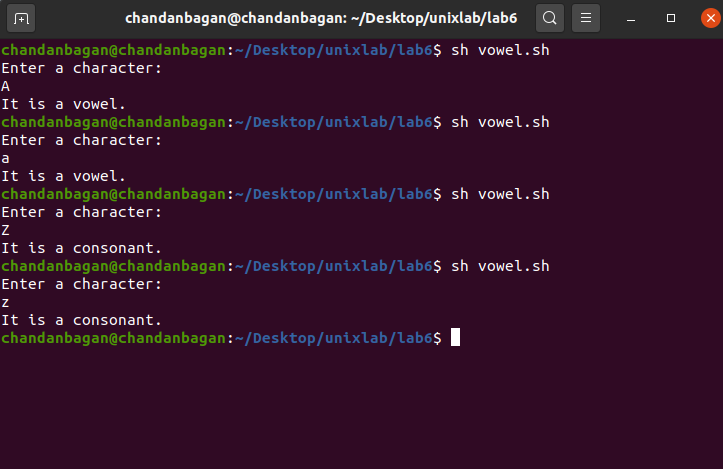 chandanbagan@chandanbagan: ~/Desktop/unixlab/lab6
chandanbagan@chandanbagan:~/Desktop/unixlab/lab6$ sh vowel.sh
Enter a character:
A
It is a vowel.
chandanbagan@chandanbagan:~/Desktop/unixlab/lab6$ sh vowel.sh
Enter a character:
a
It is a vowel.
chandanbagan@chandanbagan:~/Desktop/unixlab/lab6$ sh vowel.sh
Enter a character:
Z
It is a consonant.
chandanbagan@chandanbagan:~/Desktop/unixlab/lab6$ sh vowel.sh
Enter a character:
z
It is a consonant.
chandanbagan@chandanbagan:~/Desktop/unixlab/lab6$